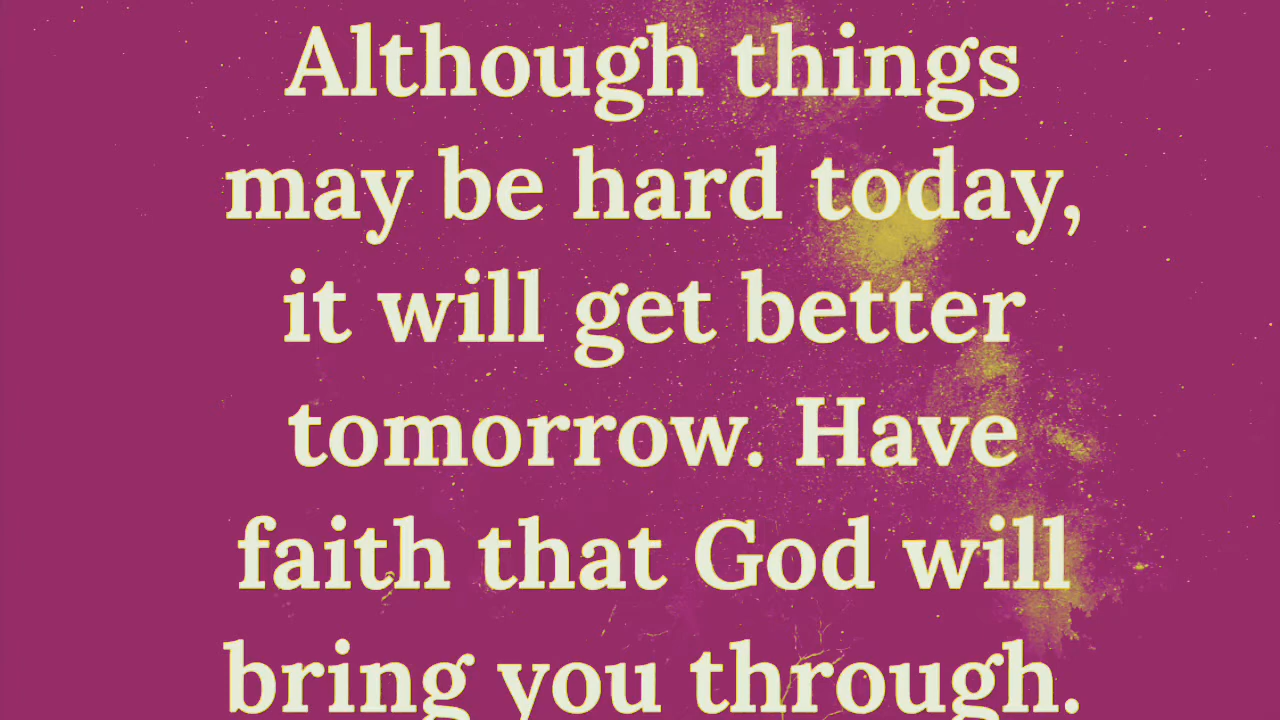 Although things
may be hard today,
it will get better
tomorrow. Have
faith that God will
bring you through.